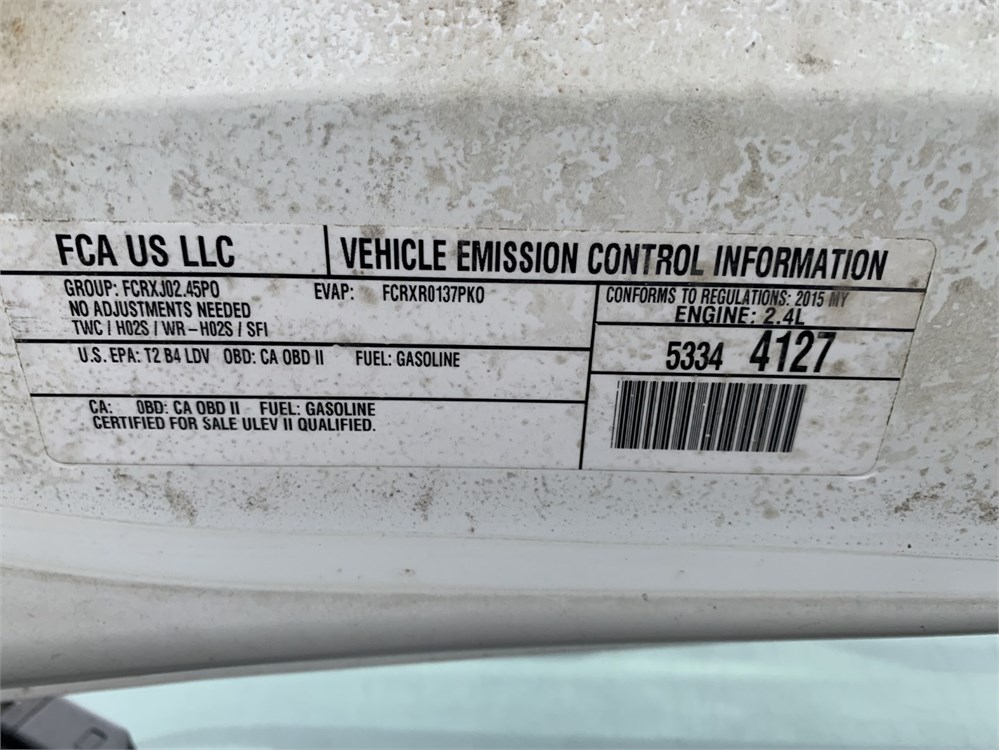 FCA US LLC
VEHICLE EMISSION CONTROL INFORMATION
GROUP: FCRXJ02.45P0
EVAP: FCRXR0137PK0
NO ADJUSTMENTS NEEDED
TWC / H02S / WR-H02S / SFI
CONFORMS TO REGULATIONS: 2015 MY
ENGINE: 2.4L
U.S. EPA: T2 B4 LDV OBD: CA OBD II FUEL: GASOLINE
5334 4127
CA: OBD: CA OBD II FUEL: GASOLINE
CERTIFIED FOR SALE ULEV II QUALIFIED.